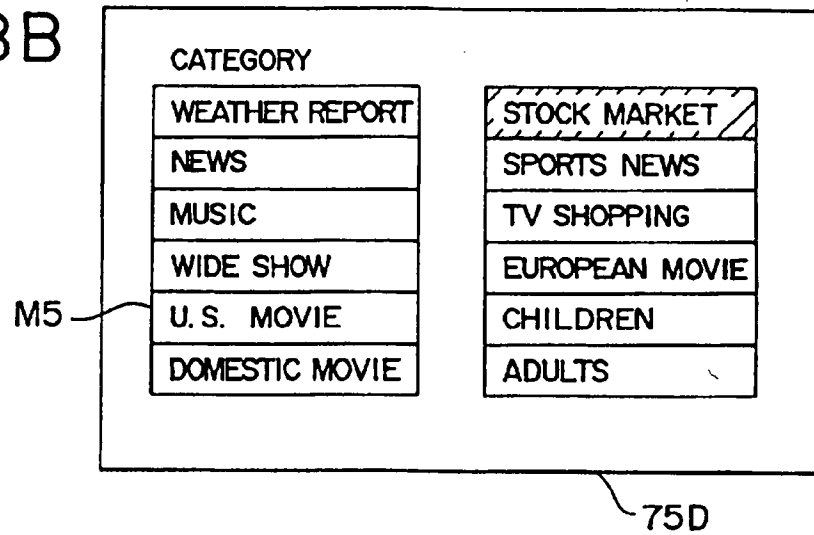 3B
CATEGORY
WEATHER REPORT
NEWS
MUSIC
WIDE SHOW
U.S. MOVIE
DOMESTIC MOVIE
STOCK MARKET
SPORTS NEWS
TV SHOPPING
EUROPEAN MOVIE
CHILDREN
ADULTS
M5
75D